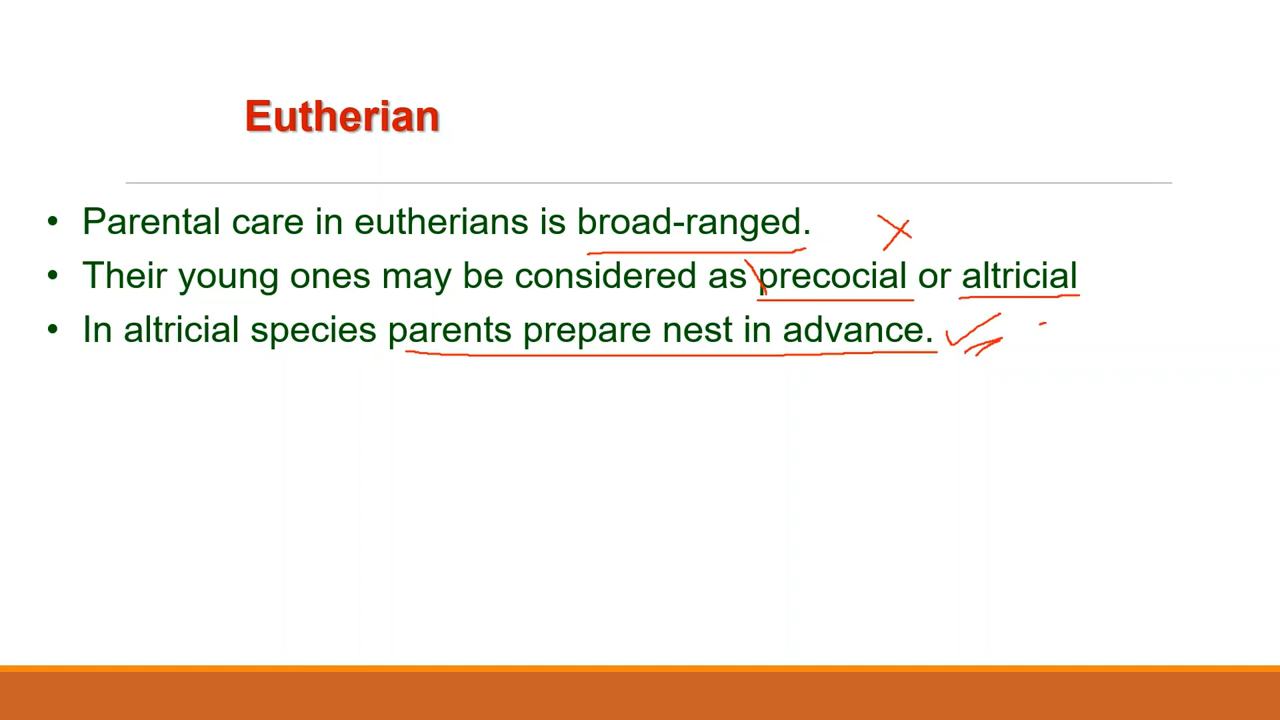 Eutherian
• Parental care in eutherians is broad-ranged.
• Their young ones may be considered as precocial or altricial
• In altricial species parents prepare nest in advance.